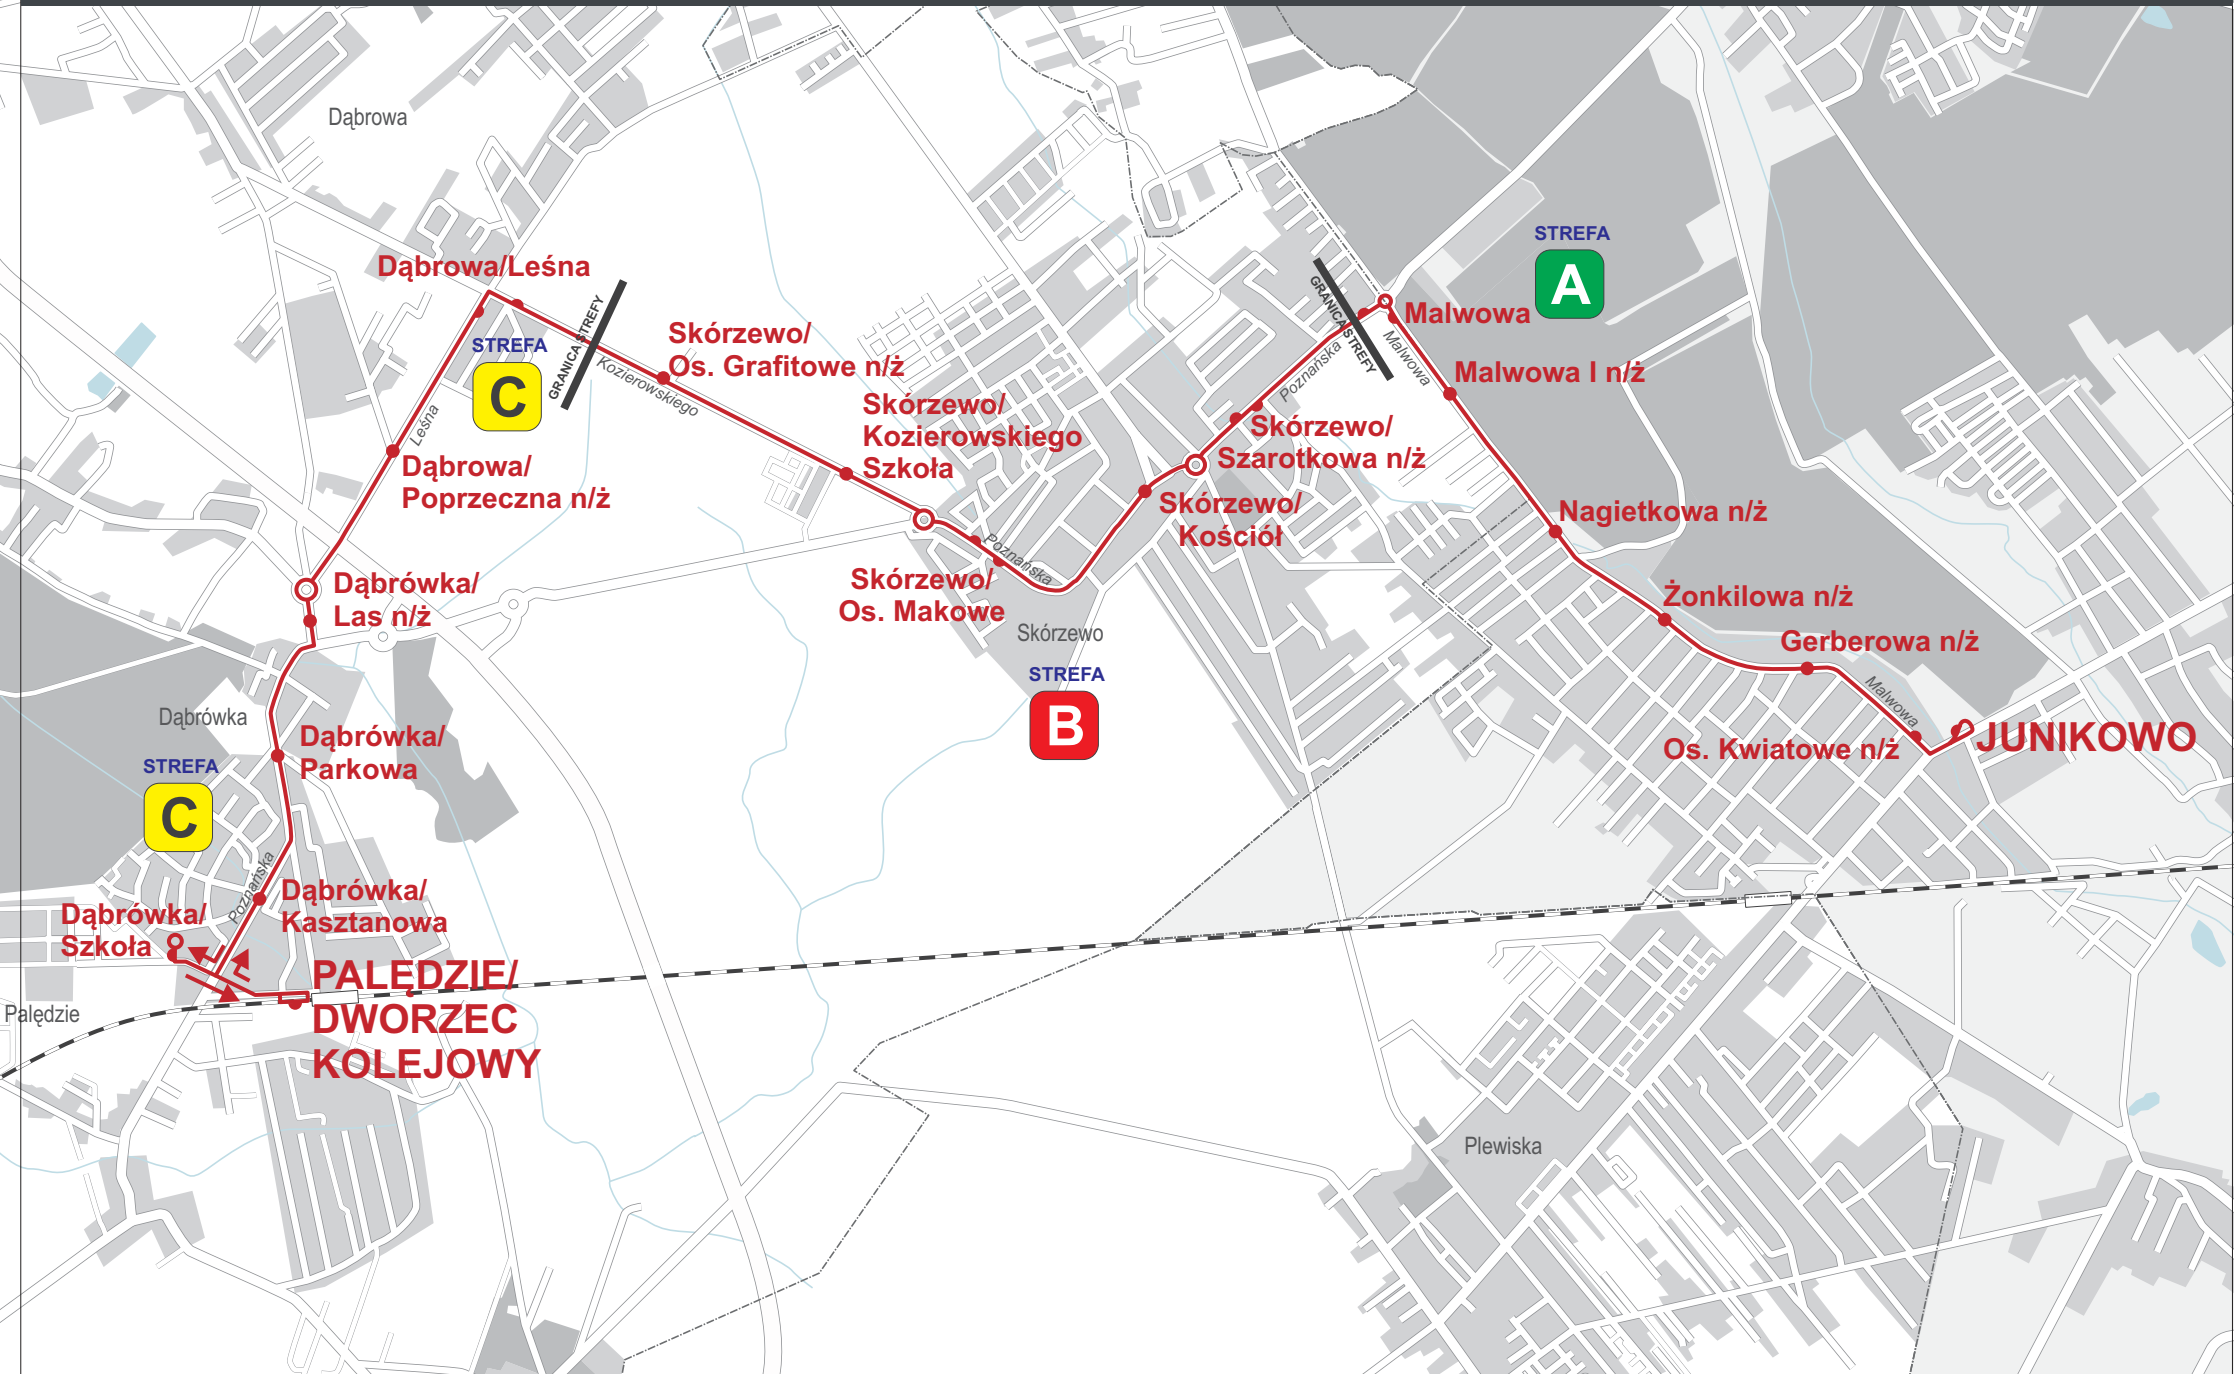 Dąbrowa
STREFA
A
Dąbrowa/Leśna
GRANICA STREFY
GRANICA STREFY
Malwowa
Skórzewo/
Os. Grafitowe n/ż
STREFA
C
Kozierowskiego
Poznańska
Malwowa
Malwowa I n/ż
Leśna
Skórzewo/
Kozierowskiego
Szkoła
Skórzewo/
Szarotkowa n/ż
Dąbrowa/
Poprzeczna n/ż
Skórzewo/
Kościół
Nagietkowa n/ż
Poznańska
Dąbrówka/
Las n/ż
Skórzewo/
Os. Makowe
Żonkilowa n/ż
Skórzewo
Gerberowa n/ż
STREFA
B
Malwowa
Dąbrówka
Dąbrówka/
Parkowa
JUNIKOWO
Os. Kwiatowe n/ż
STREFA
C
Poznańska
Dąbrówka/
Kasztanowa
Dąbrówka/
Szkoła
PALĘDZIE/
DWORZEC
KOLEJOWY
Palędzie
Plewiska